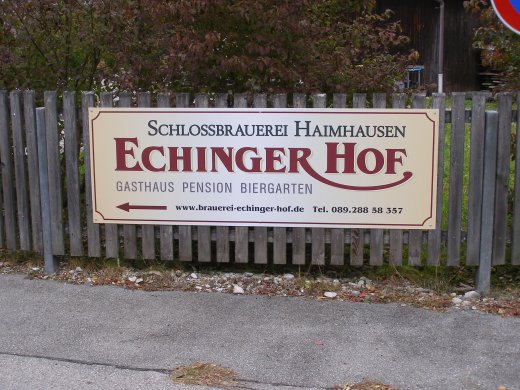 SCHLOSSBRAUEREI HAIMHAUSEN
ECHINGER HOF
GASTHAUS PENSION BIERGARTEN
www.brauerei-echinger-hof.de Tel. 089.288 58 357